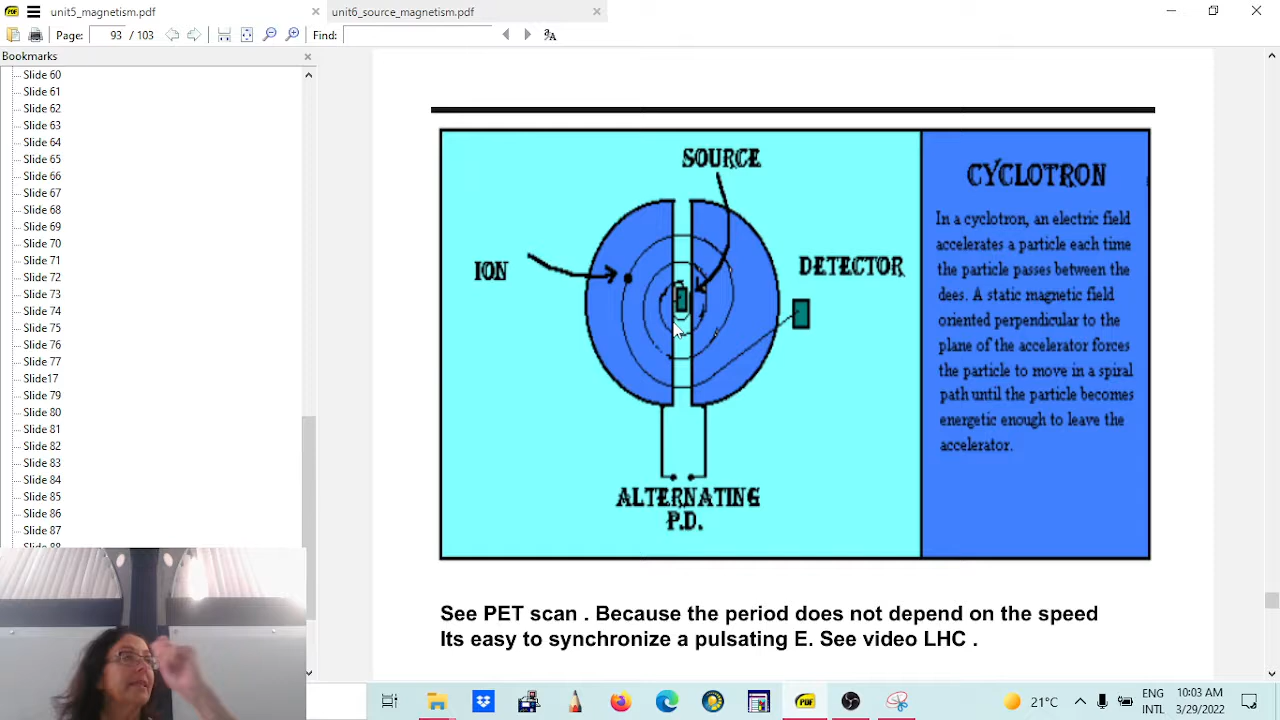 unit5_magnetism.pdf
unit6_source_magnetism.pdf
Page: 93 / 103
Find:
Bookmarks
Slide 60
Slide 61
Slide 62
Slide 63
Slide 64
Slide 65
Slide 66
Slide 67
Slide 68
Slide 69
Slide 70
Slide 71
Slide 72
Slide 73
Slide 74
Slide 75
Slide 76
Slide 77
Slide17
Slide 79
Slide 80
Slide 81
Slide 82
Slide 83
Slide 84
Slide 85
Slide 86
Slide 87
SOURCE
ION
DETECTOR
ALTERNATING
P.D.
CYCLOTRON
In a cyclotron, an electric field
accelerates a particle each time
the particle passes between the
dees. A static magnetic field
oriented perpendicular to the
plane of the accelerator forces
the particle to move in a spiral
path until the particle becomes
energetic enough to leave the
accelerator.
See PET scan . Because the period does not depend on the speed
Its easy to synchronize a pulsating E. See video LHC .
PDF
21°C
ENG
INTL
10:03 AM
3/29/2022